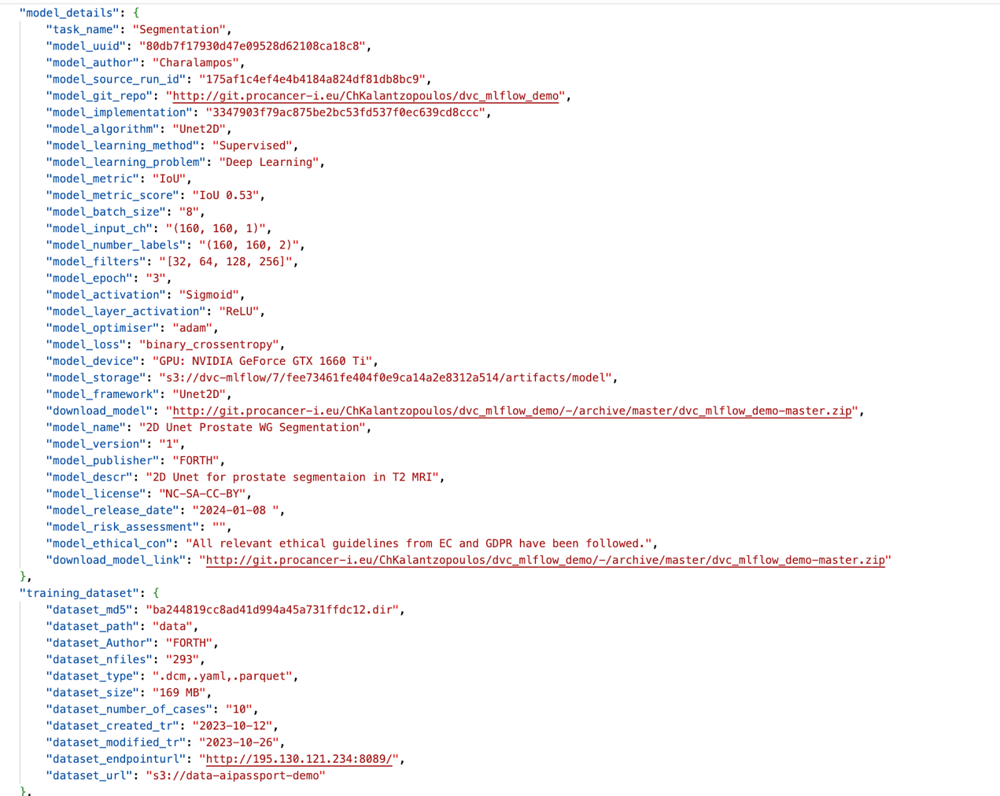 "model_details": {
"task_name": "Segmentation",
"model_uuid": "80db7f17930d47e09528d62108ca18c8",
"model_author": "Charalampos",
"model_source_run_id": "175af1c4ef4e4b4184a824df81db8bc9",
"model_git_repo": "http://git.procancer-i.eu/ChKalantzopoulos/dvc_mlflow_demo",
"model_implementation": "3347903f79ac875be2bc53fd537f0ec639cd8ccc",
"model_algorithm": "Unet2D",
"model_learning_method": "Supervised",
"model_learning_problem": "Deep Learning",
"model_metric": "IoU",
"model_metric_score": "IoU 0.53",
"model_batch_size": "8",
"model_input_ch": "(160, 160, 1)",
"model_number_labels": "(160, 160, 2)",
"model_filters": "[32, 64, 128, 256]",
"model_epoch": "3",
"model_activation": "Sigmoid",
"model_layer_activation": "ReLU",
"model_optimiser": "adam",
"model_loss": "binary_crossentropy",
"model_device": "GPU: NVIDIA GeForce GTX 1660 Ti",
"model_storage": "s3://dvc-mlflow/7/fee73461fe404f0e9ca14a2e8312a514/artifacts/model",
"model_framework": "Unet2D",
"download_model": "http://git.procancer-i.eu/ChKalantzopoulos/dvc_mlflow_demo/-/archive/master/dvc_mlflow_demo-master.zip",
"model_name": "2D Unet Prostate WG Segmentation",
"model_version": "1",
"model_publisher": "FORTH",
"model_descr": "2D Unet for prostate segmentaion in T2 MRI",
"model_license": "NC-SA-CC-BY",
"model_release_date": "2024-01-08 ",
"model_risk_assessment": "",
"model_ethical_con": "All relevant ethical guidelines from EC and GDPR have been followed.",
"download_model_link": "http://git.procancer-i.eu/ChKalantzopoulos/dvc_mlflow_demo/-/archive/master/dvc_mlflow_demo-master.zip"
},
"training_dataset": {
"dataset_md5": "ba244819cc8ad41d994a45a731ffdc12.dir",
"dataset_path": "data",
"dataset_Author": "FORTH",
"dataset_nfiles": "293",
"dataset_type": ".dcm,.yaml,.parquet",
"dataset_size": "169 MB",
"dataset_number_of_cases": "10",
"dataset_created_tr": "2023-10-12",
"dataset_modified_tr": "2023-10-26",
"dataset_endpointurl": "http://195.130.121.234:8089/",
"dataset_url": "s3://data-aipassport-demo"
},